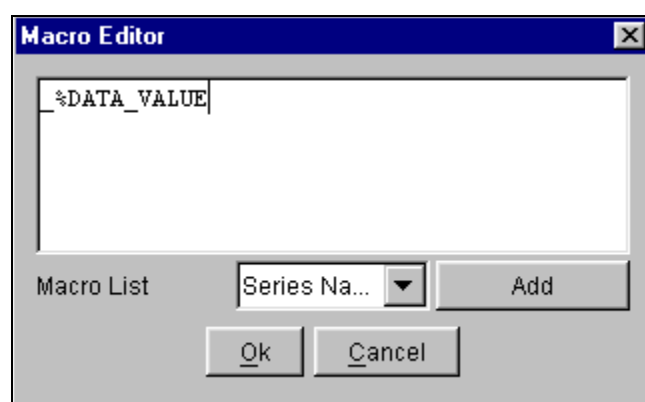 Macro Editor
_%DATA_VALUE
Macro List Series Na... Add
Ok Cancel